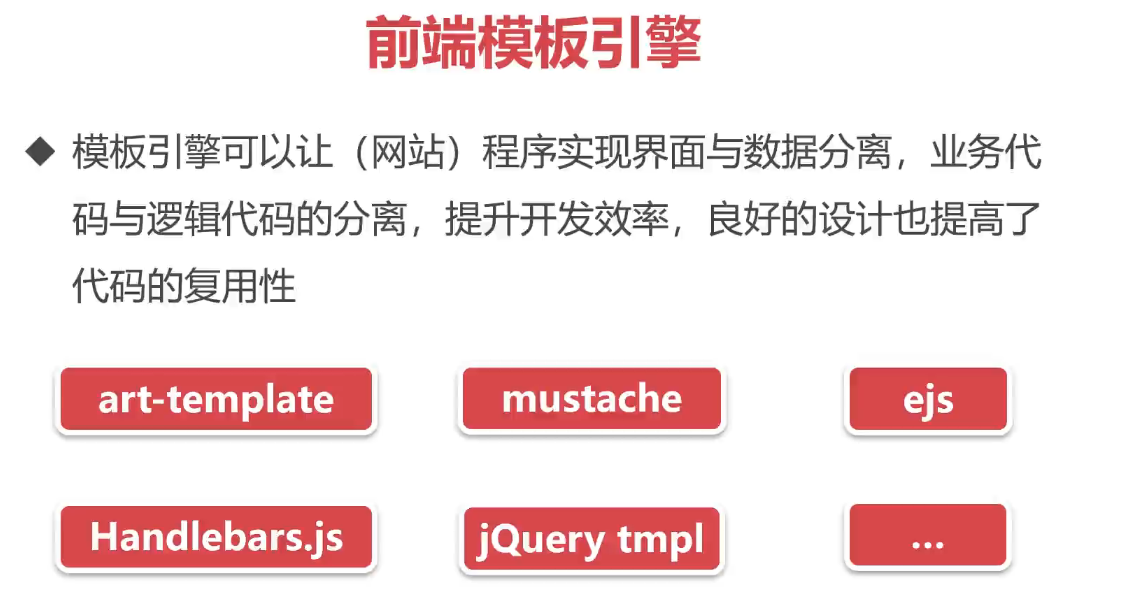 前端模板引擎
模板引擎可以让（网站）程序实现界面与数据分离，业务代
码与逻辑代码的分离，提升开发效率，良好的设计也提高了
代码的复用性
art-template
mustache
ejs
Handlebars.js
jQuery tmpl
...